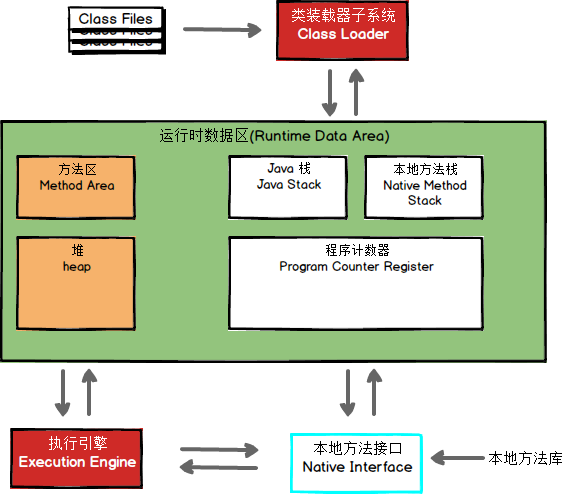 Class Files
Class Files
Class Files
类装载器子系统
Class Loader
运行时数据区(Runtime Data Area)
方法区
Method Area
Java 栈
Java Stack
本地方法栈
Native Method
Stack
堆
heap
程序计数器
Program Counter Register
执行引擎
Execution Engine
本地方法接口
Native Interface
本地方法库